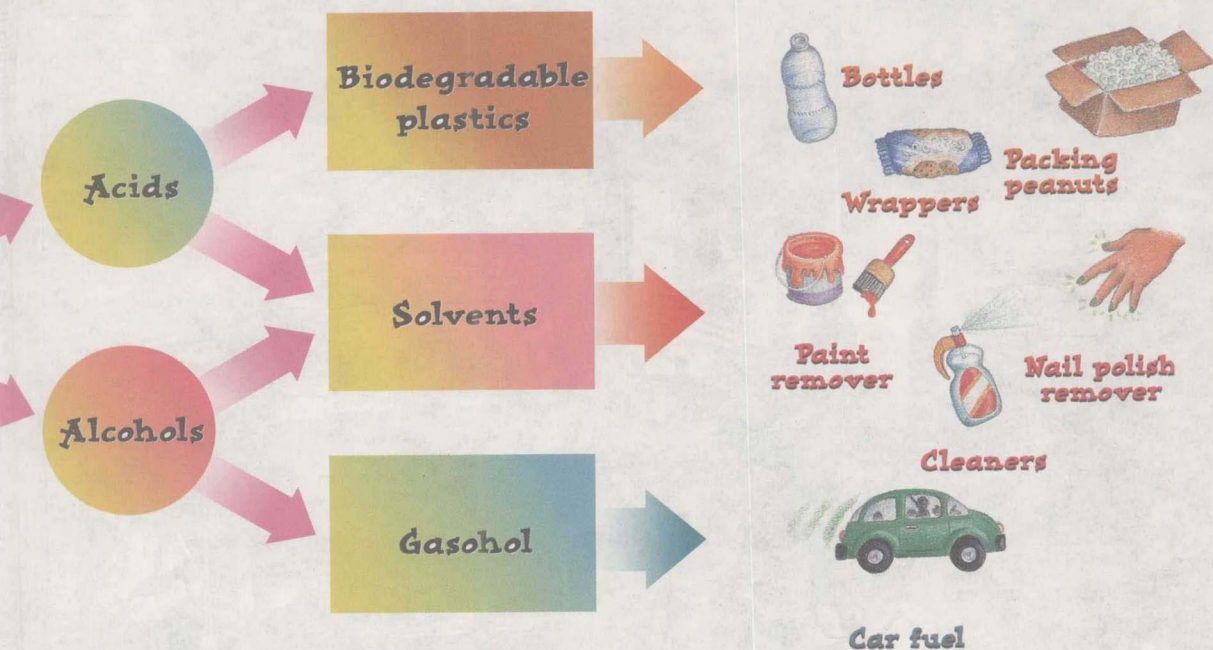 Acids
Alcohols
Biodegradable
plastics
Solvents
Gasohol
Bottles
Wrappers
Packing
peanuts
Paint
remover
Cleaners
Nail polish
remover
Car fuel